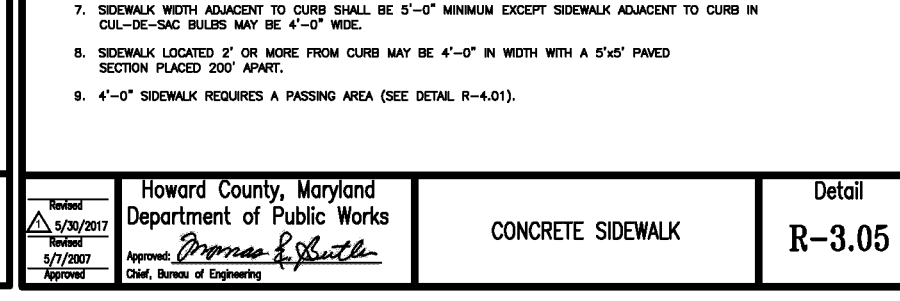 7. SIDEWALK WIDTH ADJACENT TO CURB SHALL BE 5'-0" MINIMUM EXCEPT SIDEWALK ADJACENT TO CURB IN
CUL-DE-SAC BULBS MAY BE 4'-0" WIDE.
8. SIDEWALK LOCATED 2' OR MORE FROM CURB MAY BE 4'-0" IN WIDTH WITH A 5'x5' PAVED
SECTION PLACED 200' APART.
9. 4'-0" SIDEWALK REQUIRES A PASSING AREA (SEE DETAIL R-4.01).
Revised
1 5/30/2017
Revised
5/7/2007
Approved
Howard County, Maryland
Department of Public Works
Approved: Thomas E. Butler
Chief, Bureau of Engineering
CONCRETE SIDEWALK
Detail
R-3.05